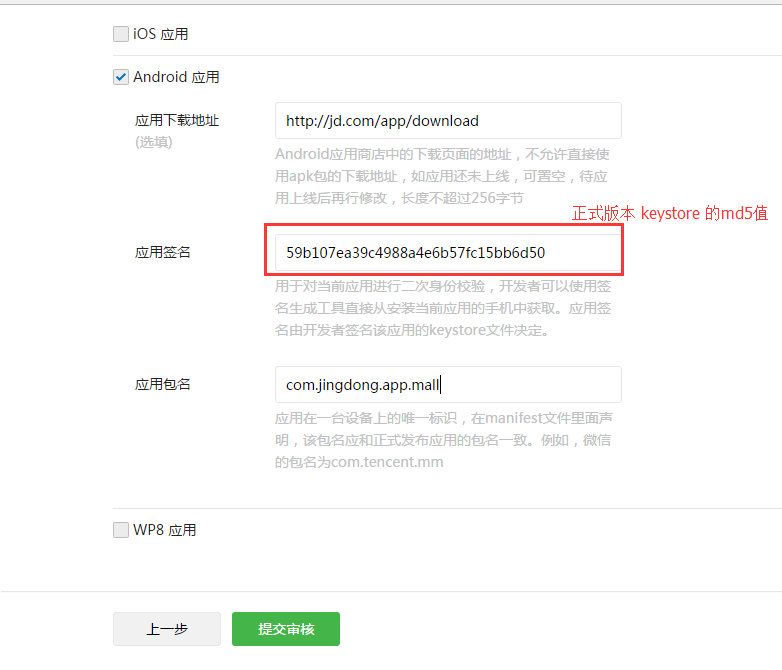 iOS 应用
Android 应用
应用下载地址
(选填)
http://jd.com/app/download
Android应用商店中的下载页面的地址，不允许直接使
用apk包的下载地址，如应用还未上线，可置空，待应
用上线后再行修改，长度不超过256字节
正式版本 keystore 的md5值
应用签名
59b107ea39c4988a4e6b57fc15bb6d50
用于对当前应用进行二次身份校验，开发者可以使用签
名生成工具直接从安装当前应用的手机中获取。应用签
名由开发者签名该应用的keystore文件决定。
应用包名
com.jingdong.app.mall
应用在一台设备上的唯一标识，在manifest文件里面声
明，该包名应和正式发布应用的包名一致。例如，微信
的包名为com.tencent.mm
WP8 应用
上一步
提交审核